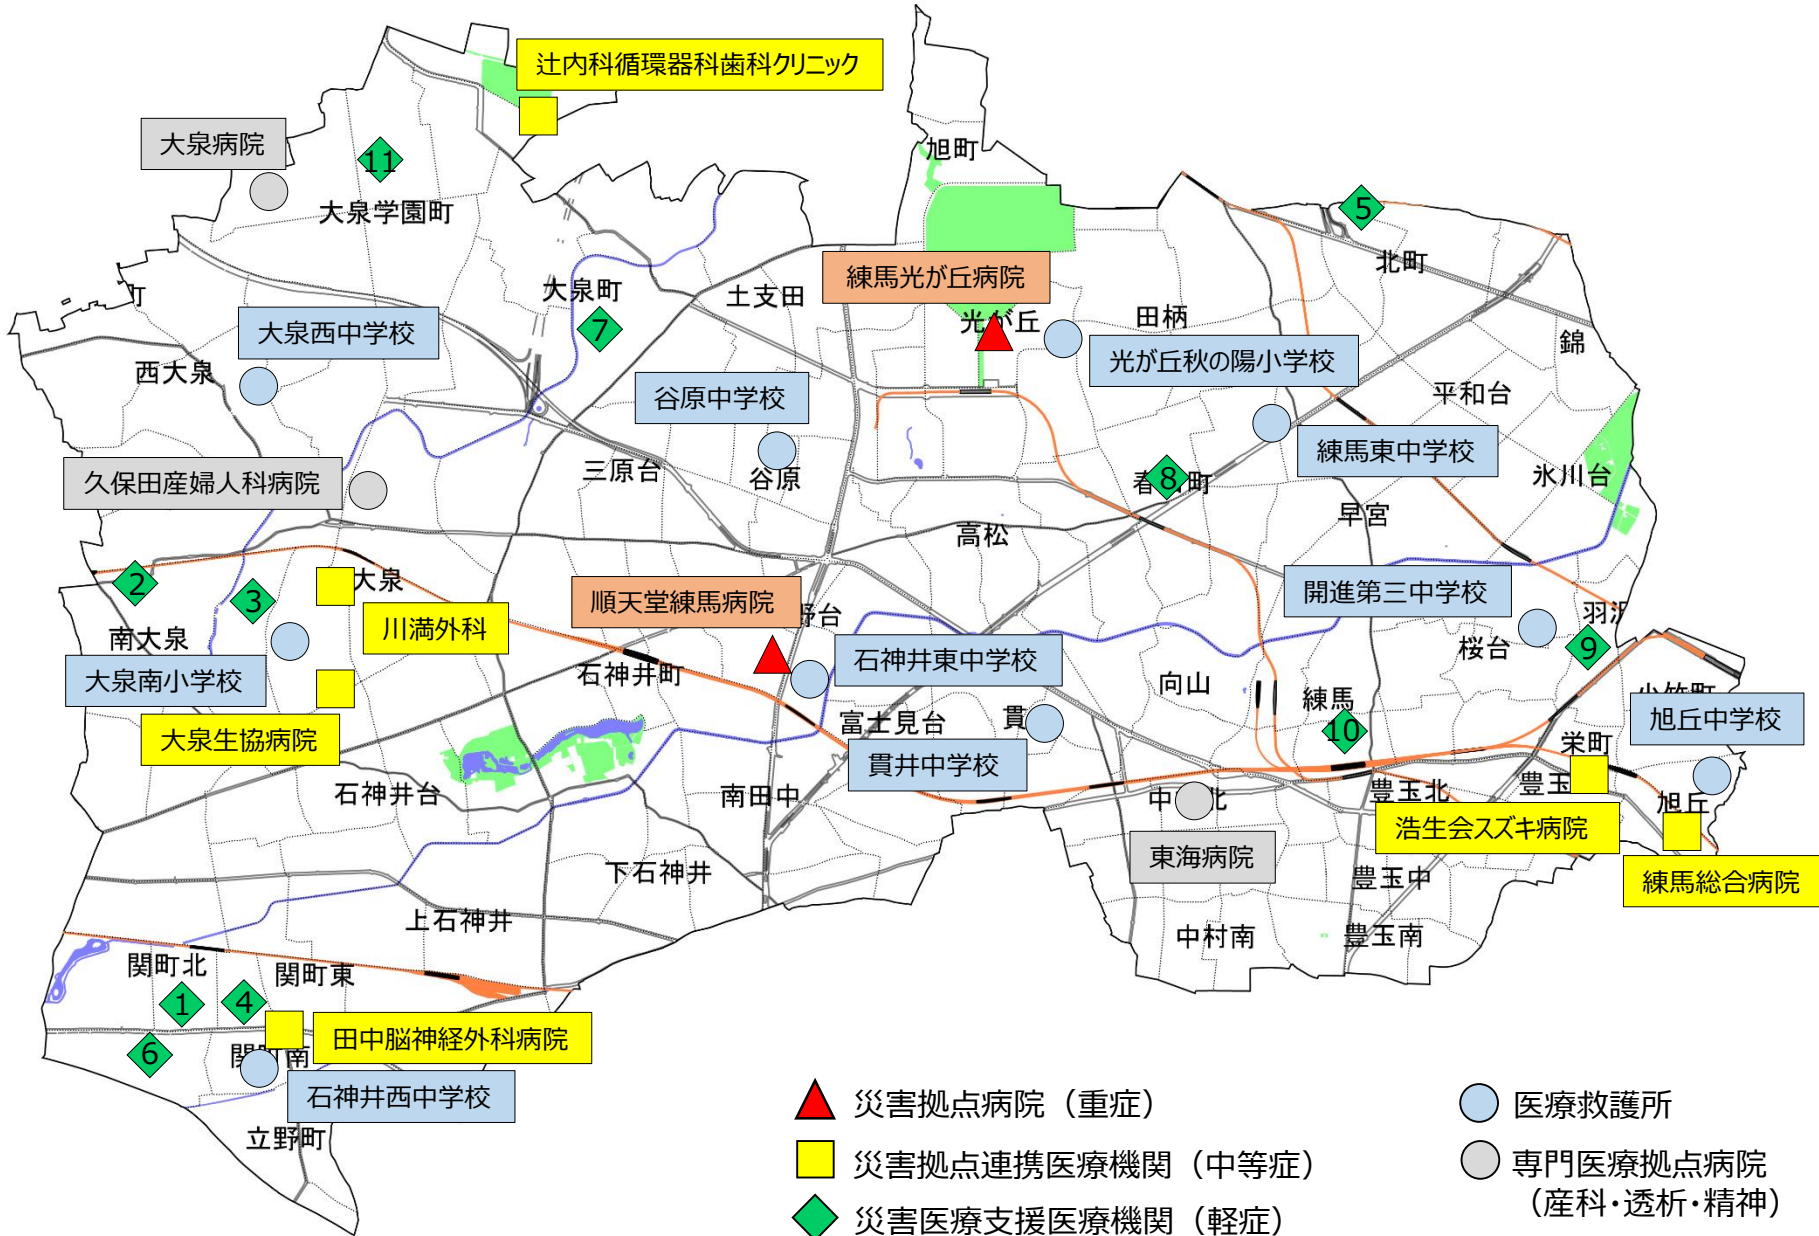 辻内科循環器科歯科クリニック
大泉病院
11
旭町
大泉学園町
5
北町
町
大泉町
土支田
練馬光が丘病院
光が丘
田柄
大泉西中学校
7
光が丘秋の陽小学校
錦
西大泉
谷原中学校
平和台
練馬東中学校
久保田産婦人科病院
三原台
谷原
8
氷川台
早宮
高松
2
3
大泉
順天堂練馬病院
野台
開進第三中学校
川満外科
南大泉
石神井東中学校
桜台
9
大泉南小学校
石神井町
向山
練馬
10
旭丘中学校
大泉生協病院
富士見台
貫井中学校
栄町
石神井台
南田中
豊玉北
旭丘
浩生会スズキ病院
東海病院
下石神井
豊玉中
練馬総合病院
上石神井
中村南
豊玉南
関町北
関町東
1
4
6
田中脳神経外科病院
関町南
石神井西中学校
立野町
災害拠点病院（重症）
災害拠点連携医療機関（中等症）
災害医療支援医療機関（軽症）
医療救護所
専門医療拠点病院
（産科・透析・精神）